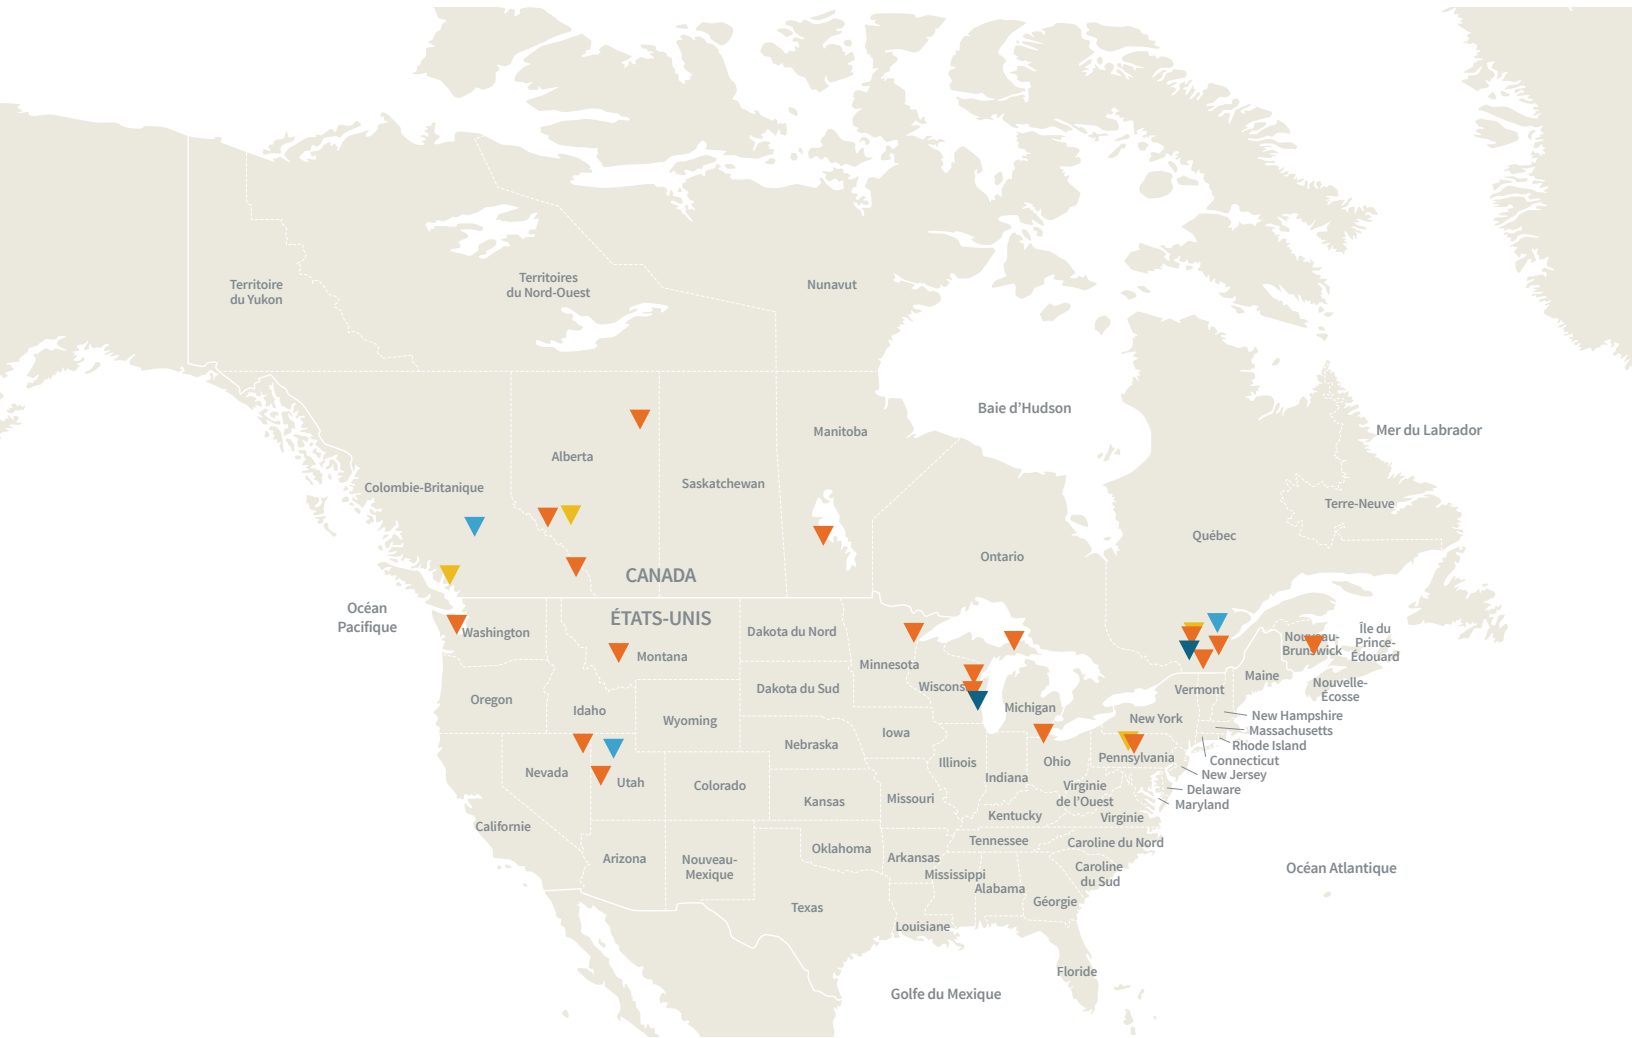 Territoire
du Yukon
Territoires
du Nord-Ouest
Nunavut
Baie d’Hudson
Mer du Labrador
Manitoba
Alberta
Colombie-Britanique
Saskatchewan
Terre-Neuve
Québec
Ontario
CANADA
Océan
Pacifique
ÉTATS-UNIS
Washington
Dakota du Nord
Montana
Minnesota
Nouveau-
Brunswick
Île du
Prince-
Édouard
Maine
Nouvelle-
Écosse
Wiscons
Dakota du Sud
Vermont
Oregon
Idaho
Michigan
Wyoming
New York
New Hampshire
Massachusetts
Rhode Island
Connecticut
New Jersey
Delaware
Maryland
Iowa
Nebraska
Nevada
Utah
Colorado
Illinois
Indiana
Ohio
Pennsylvania
Virginie
de l’Ouest
Kansas
Missouri
Kentucky
Virginie
Californie
Tennessee
Caroline du Nord
Arizona
Nouveau-
Mexique
Oklahoma
Arkansas
Mississippi
Alabama
Caroline
du Sud
Géorgie
Océan Atlantique
Texas
Louisiane
Floride
Golfe du Mexique